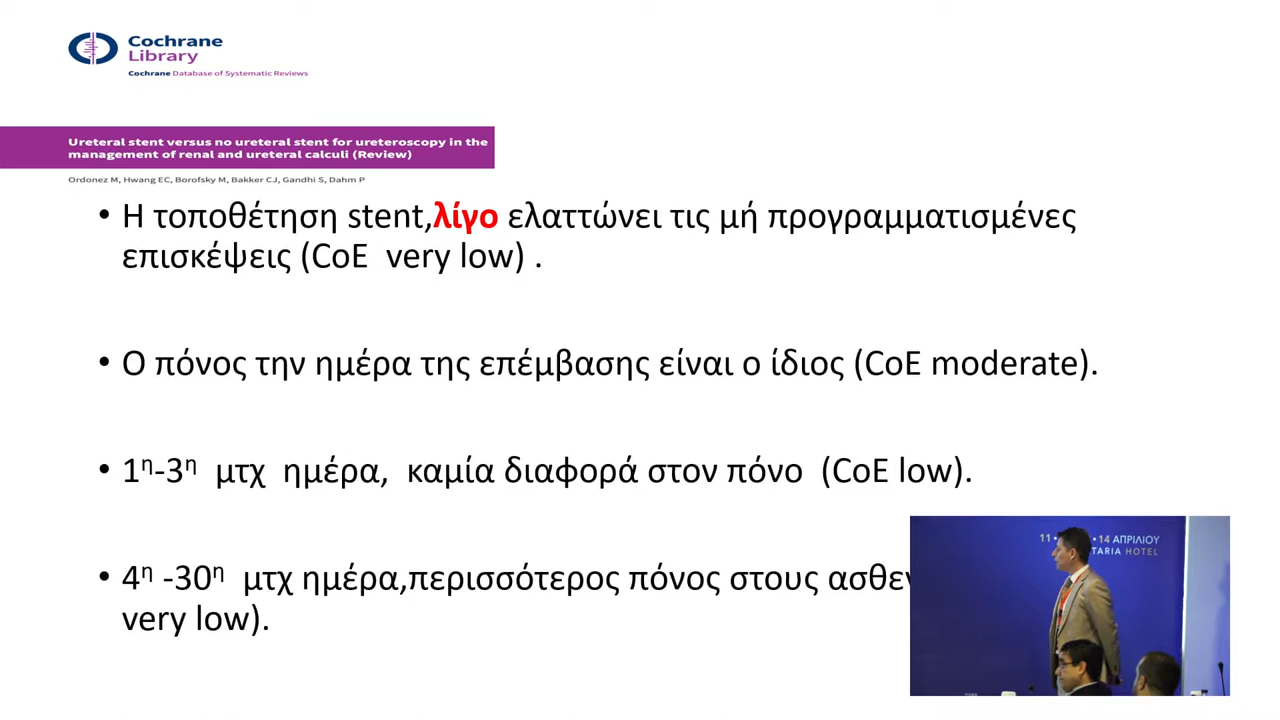 Cochrane
Library
Cochrane Database of Systematic Reviews
Ureteral stent versus no ureteral stent for ureteroscopy in the
management of renal and ureteral calculi (Review)
Ordonez M, Hwang EC, Borofsky M, Bakker CJ, Gandhi S, Dahm P
• Η τοποθέτηση stent,λίγο ελαττώνει τις μή προγραμματισμένες
επισκέψεις (CoE very low) .
• Ο πόνος την ημέρα της επέμβασης είναι ο ίδιος (CoE moderate).
• 1η-3η μτχ ημέρα, καμία διαφορά στον πόνο (CoE low).
• 4η -30η μτχ ημέρα,περισσότερος πόνος στους
very low).
11 • 14 ΑΠΡΙΛΙΟΥ
HOTEL